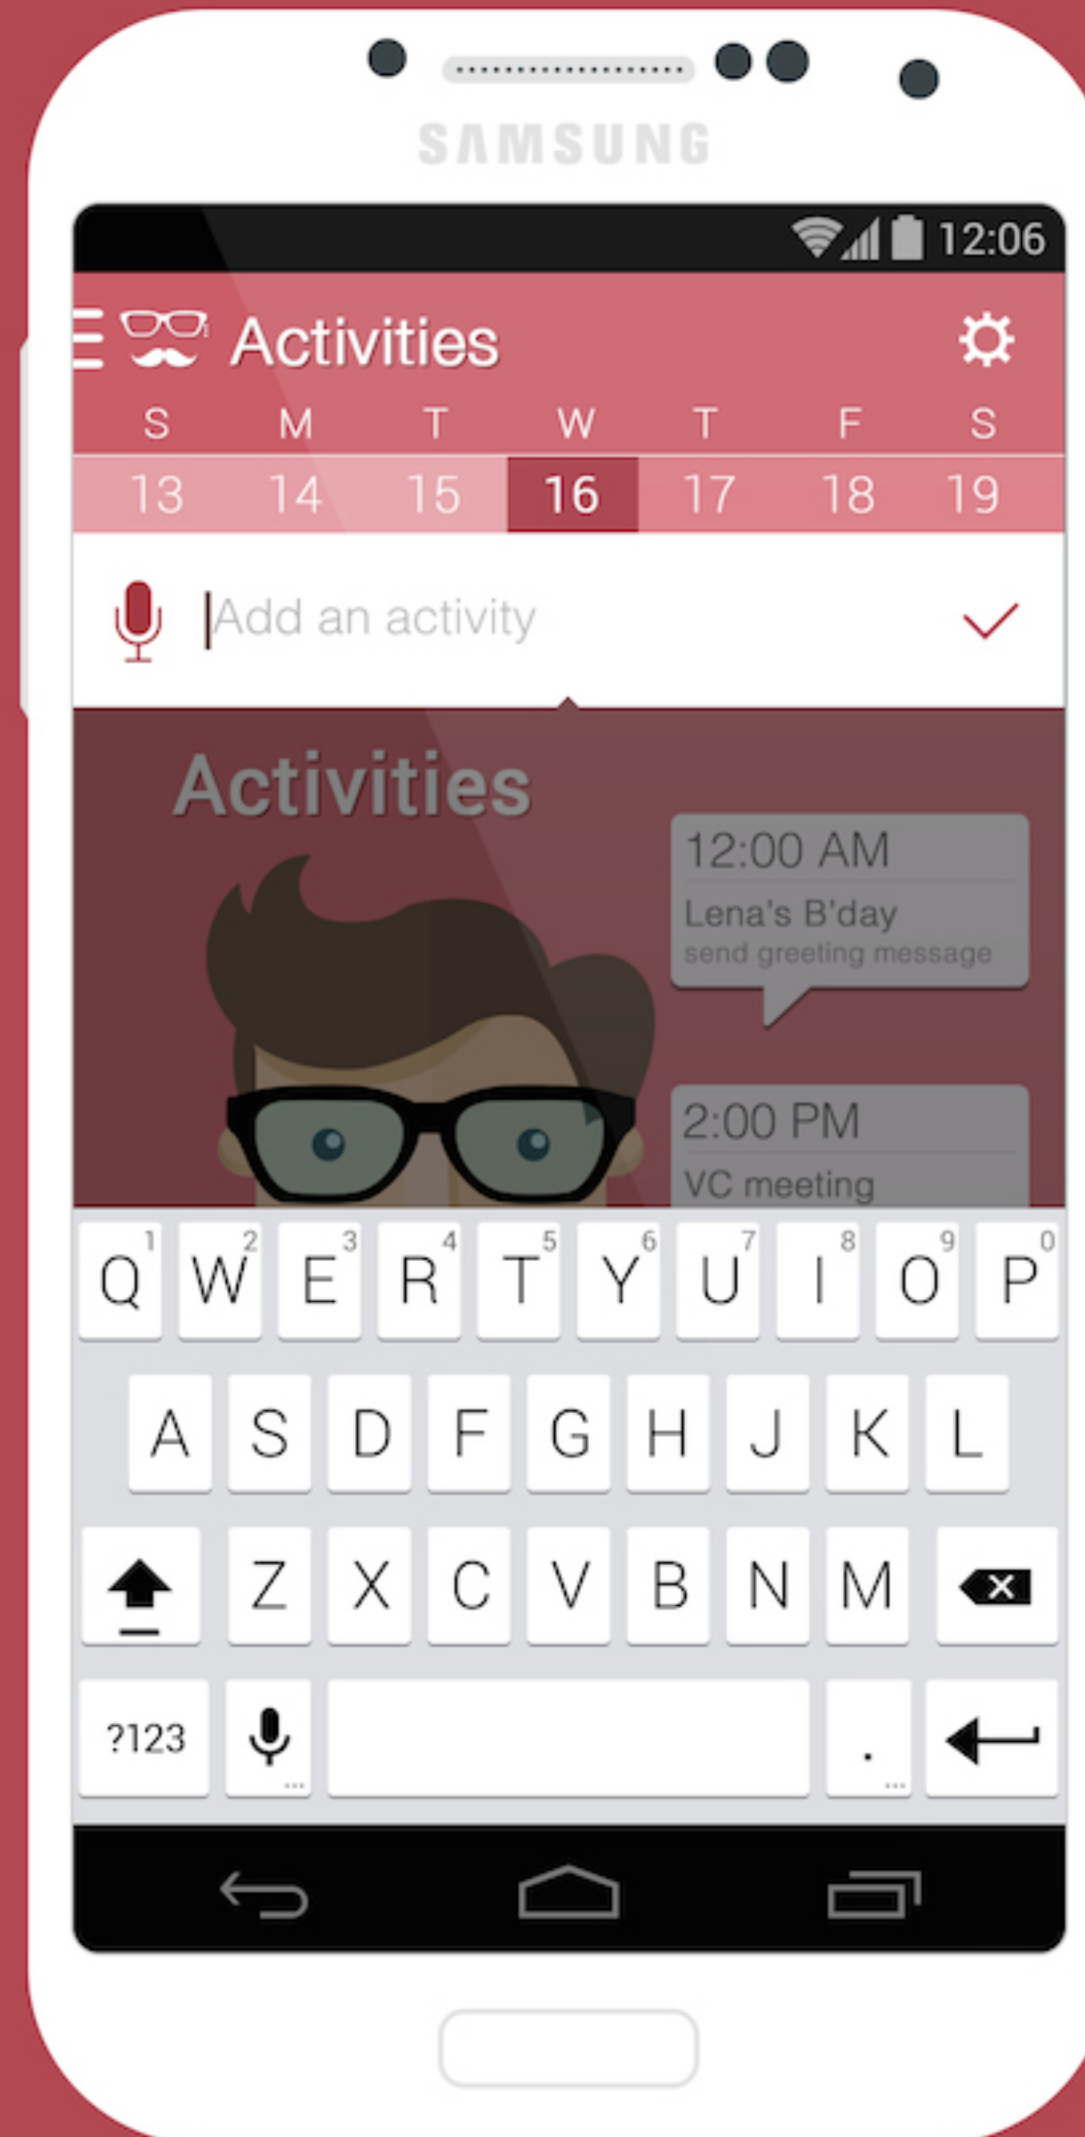 SAMSUNG
12:06
Activities
S M T W T F S
13 14 15 16 17 18 19
Add an activity
Activities
12:00 AM
Lena's B'day
send greeting message
2:00 PM
VC meeting
Q 1 W 2 E 3 R 4 T 5 Y 6 U 7 I 8 O 9 P 0
A S D F G H J K L
Z X C V B N M
?123 ... . ...